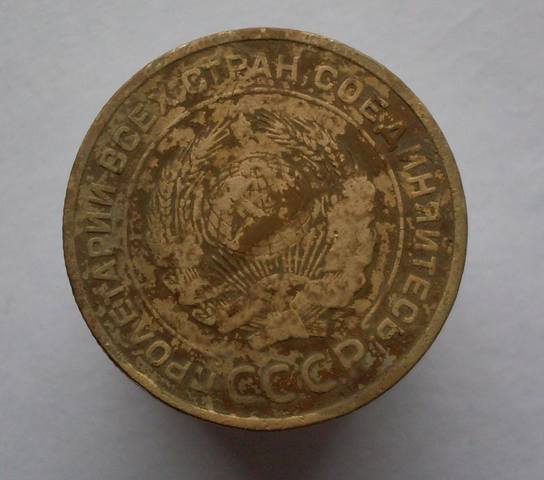 ПРОЛЕТАРИИ ВСЕХ СТРАН, СОЕДИНЯЙТЕСЬ!
СССР